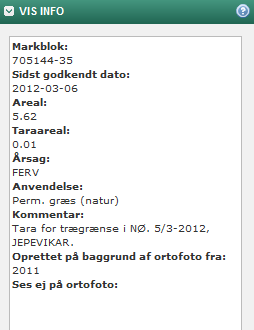 VIS INFO
Markblok:
705144-35
Sidst godkendt dato:
2012-03-06
Areal:
5.62
Taraareal:
0.01
Årsag:
FERV
Anvendelse:
Perm. græs (natur)
Kommentar:
Tara for trægrænse i NØ. 5/3-2012,
JEPEVIKAR.
Oprettet på baggrund af ortofoto fra:
2011
Ses ej på ortofoto: